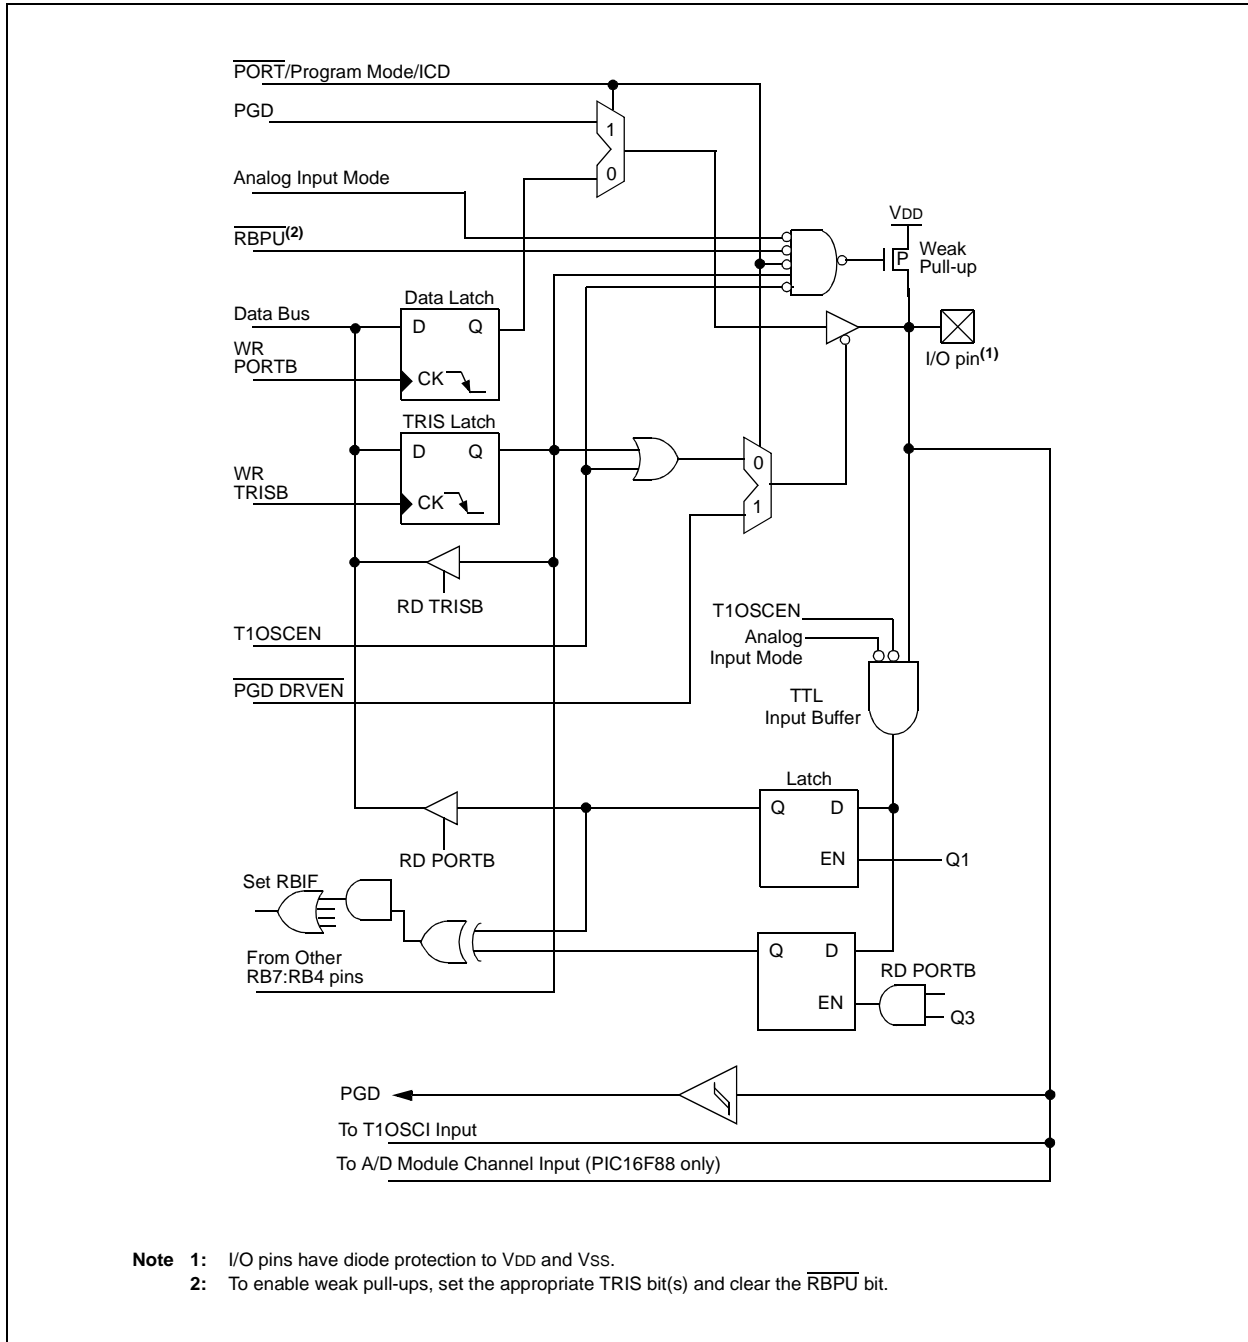 PORT/Program Mode/ICD
PGD
1
0
Analog Input Mode
RBPU(2)
VDD
P
Weak
Pull-up
Data Latch
Data Bus
D Q
WR
PORTB
CK
I/O pin(1)
TRIS Latch
D Q
WR
TRISB
CK
0
1
RD TRISB
T1OSCEN
T1OSCEN
Analog
Input Mode
PGD DRVEN
TTL
Input Buffer
Latch
Q D
EN
Q1
RD PORTB
Set RBIF
From Other
RB7:RB4 pins
Q D
EN
RD PORTB
Q3
PGD
To T1OSCI Input
To A/D Module Channel Input (PIC16F88 only)
Note 1: I/O pins have diode protection to VDD and VSS.
2: To enable weak pull-ups, set the appropriate TRIS bit(s) and clear the RBPU bit.